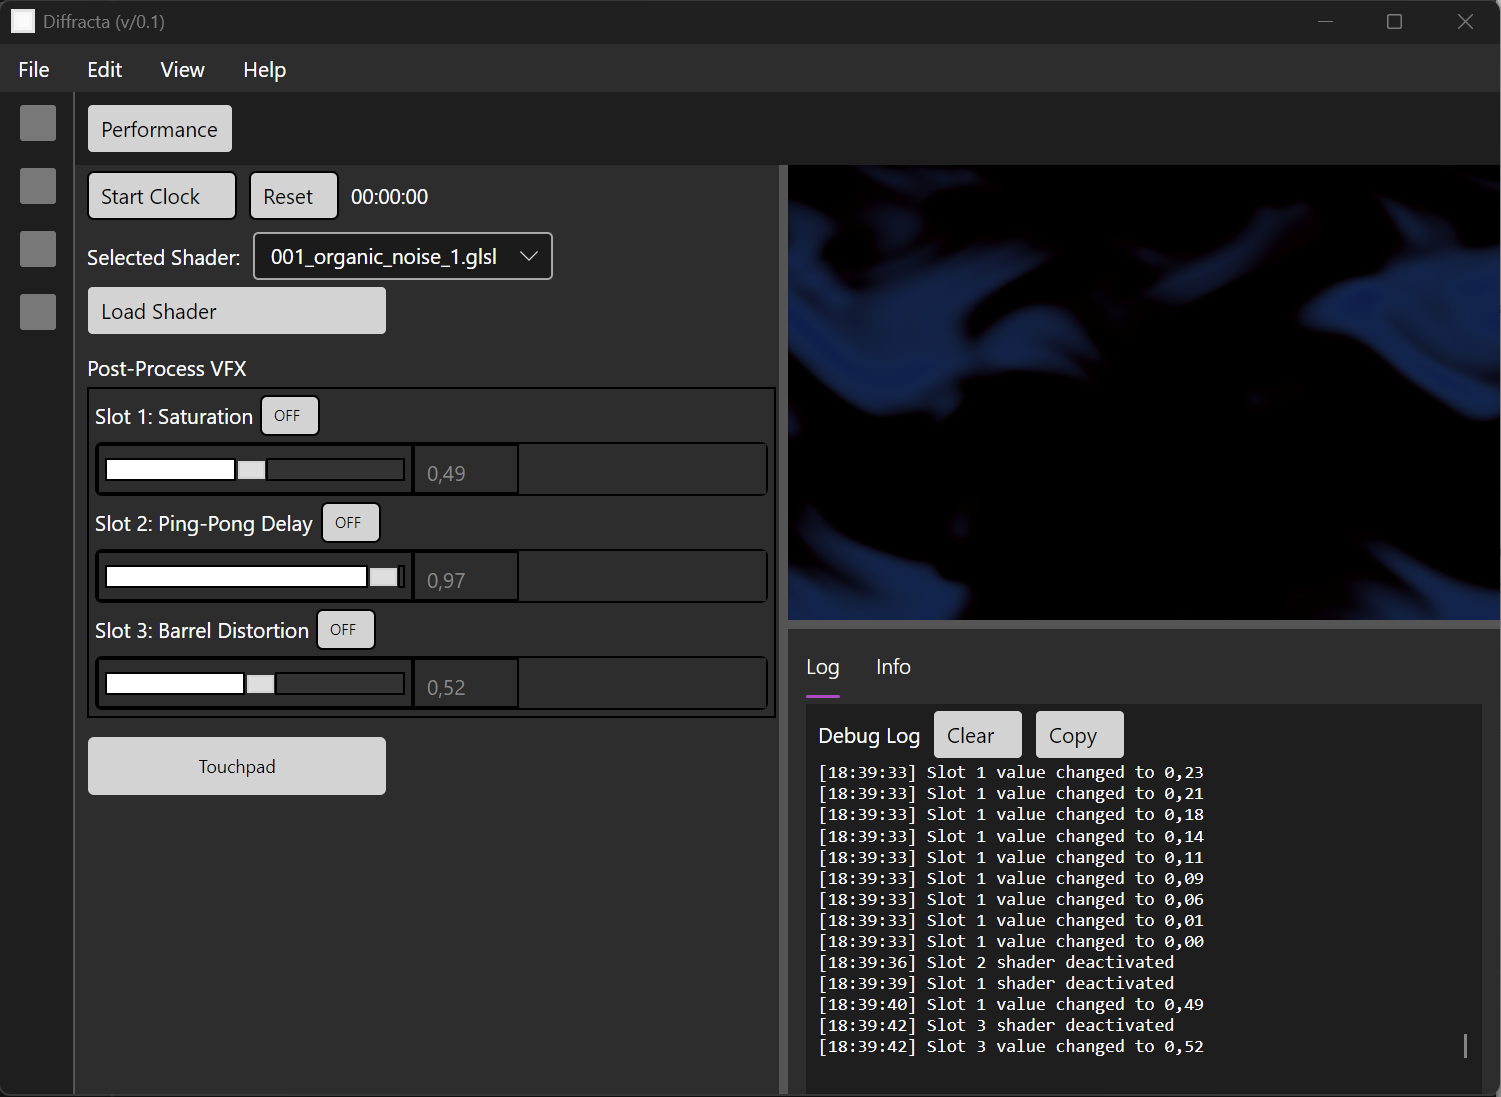 Diffracta (v/0.1)
File Edit View Help
Performance
Start Clock Reset 00:00:00
Selected Shader: 001_organic_noise_1.glsl
Load Shader
Post-Process VFX
Slot 1: Saturation OFF
0,49
Slot 2: Ping-Pong Delay OFF
0,97
Slot 3: Barrel Distortion OFF
0,52
Touchpad
Log Info
Debug Log Clear Copy
[18:39:33] Slot 1 value changed to 0,23
[18:39:33] Slot 1 value changed to 0,21
[18:39:33] Slot 1 value changed to 0,18
[18:39:33] Slot 1 value changed to 0,14
[18:39:33] Slot 1 value changed to 0,11
[18:39:33] Slot 1 value changed to 0,09
[18:39:33] Slot 1 value changed to 0,06
[18:39:33] Slot 1 value changed to 0,01
[18:39:33] Slot 1 value changed to 0,00
[18:39:36] Slot 2 shader deactivated
[18:39:39] Slot 1 shader deactivated
[18:39:40] Slot 1 value changed to 0,49
[18:39:42] Slot 3 shader deactivated
[18:39:42] Slot 3 value changed to 0,52